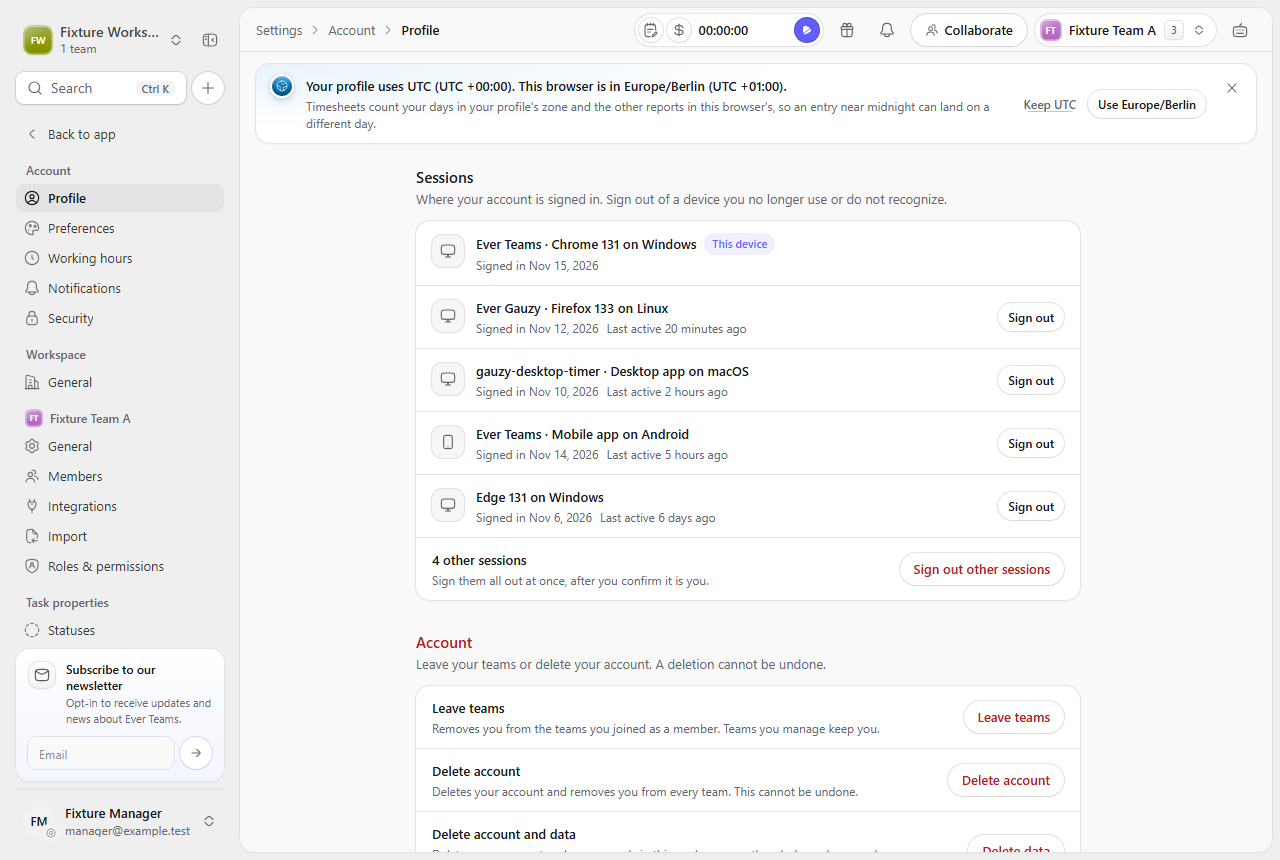 FW
Fixture Works...
1 team
Search
Ctrl K
Back to app
Account
Profile
Preferences
Working hours
Notifications
Security
Workspace
General
FT
Fixture Team A
General
Members
Integrations
Import
Roles & permissions
Task properties
Statuses
Subscribe to our
newsletter
Opt-in to receive updates and
news about Ever Teams.
Email
FM
Fixture Manager
manager@example.test
Settings
Account
Profile
00:00:00
Collaborate
FT
Fixture Team A
3
Your profile uses UTC (UTC +00:00). This browser is in Europe/Berlin (UTC +01:00).
Timesheets count your days in your profile's zone and the other reports in this browser's, so an entry near midnight can land on a
different day.
Keep UTC
Use Europe/Berlin
Sessions
Where your account is signed in. Sign out of a device you no longer use or do not recognize.
Ever Teams · Chrome 131 on Windows
This device
Signed in Nov 15, 2026
Ever Gauzy · Firefox 133 on Linux
Signed in Nov 12, 2026 Last active 20 minutes ago
Sign out
gauzy-desktop-timer · Desktop app on macOS
Signed in Nov 10, 2026 Last active 2 hours ago
Sign out
Ever Teams · Mobile app on Android
Signed in Nov 14, 2026 Last active 5 hours ago
Sign out
Edge 131 on Windows
Signed in Nov 6, 2026 Last active 6 days ago
Sign out
4 other sessions
Sign them all out at once, after you confirm it is you.
Sign out other sessions
Account
Leave your teams or delete your account. A deletion cannot be undone.
Leave teams
Removes you from the teams you joined as a member. Teams you manage keep you.
Leave teams
Delete account
Deletes your account and removes you from every team. This cannot be undone.
Delete account
Delete account and data
Delete data